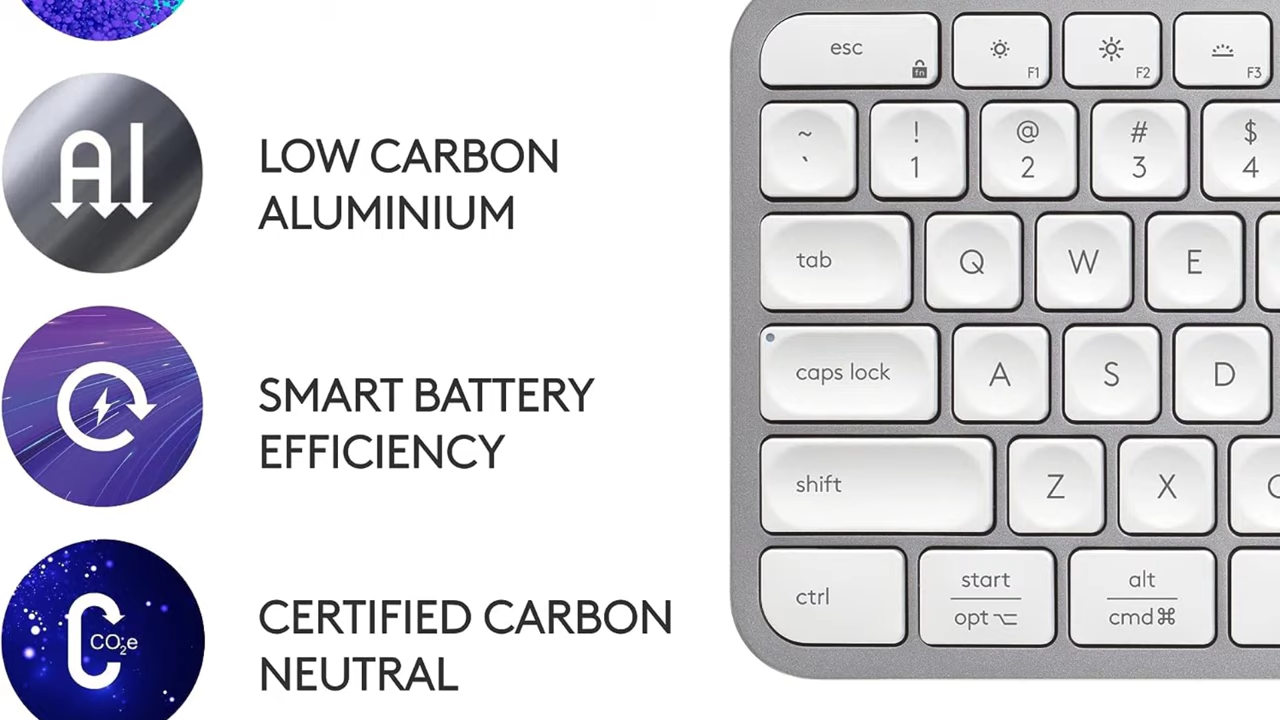 Al
LOW CARBON
ALUMINIUM
SMART BATTERY
EFFICIENCY
CO₂e
CERTIFIED CARBON
NEUTRAL
esc
fn
F1
F2
F3
~ ! @ # $
` 1 2 3 4
tab Q W E
caps lock A S D
shift Z X
ctrl
start
opt ⌥
alt
cmd ⌘